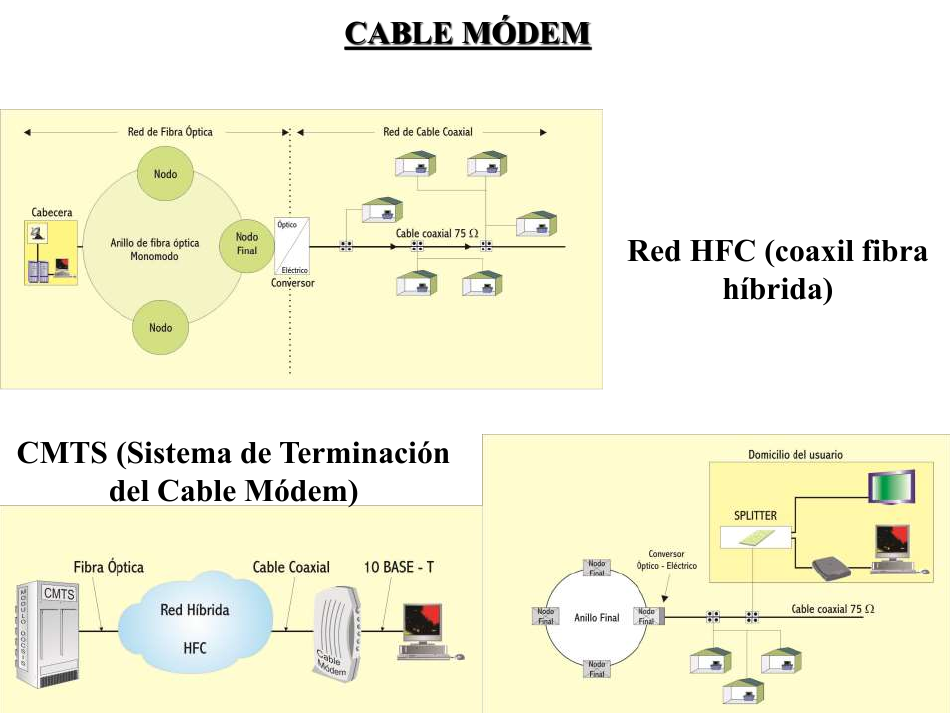 CABLE MÓDEM
Red de Fibra Óptica
Red de Cable Coaxial
Nodo
Cabecera
Arnillo de fibra óptica
Monomodo
Nodo
Final
Óptico
Eléctrico
Conversor
Cable coaxial 75 Ω
Nodo
Red HFC (coaxil fibra
híbrida)
CMTS (Sistema de Terminación
del Cable Módem)
Fibra Óptica
Cable Coaxial
10 BASE - T
CMTS
MODULO DOCSIS
Red Híbrida
HFC
Cable
Módem
Domicilio del usuario
SPLITTER
Conversor
Óptico - Eléctrico
Nodo
Final
Nodo
Final
Anillo Final
Nodo
Final
Cable coaxial 75 Ω
Nodo
Final